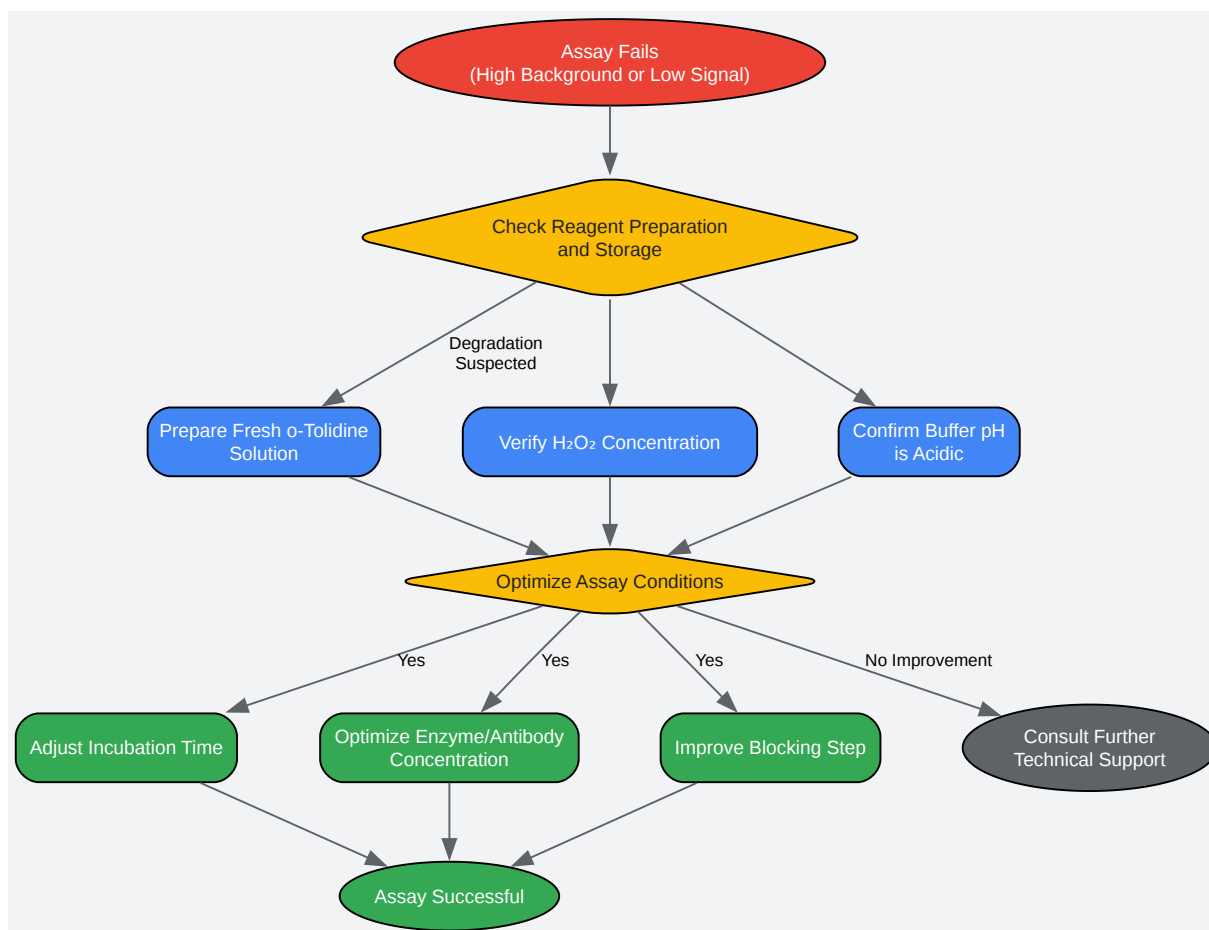 Assay Fails
(High Background or Low Signal)
Check Reagent Preparation
and Storage
Degradation
Suspected
Prepare Fresh o-Tolidine
Solution
Verify H₂O₂ Concentration
Confirm Buffer pH
is Acidic
Optimize Assay Conditions
Yes
Yes
Yes
No Improvement
Adjust Incubation Time
Optimize Enzyme/Antibody
Concentration
Improve Blocking Step
Consult Further
Technical Support
Assay Successful